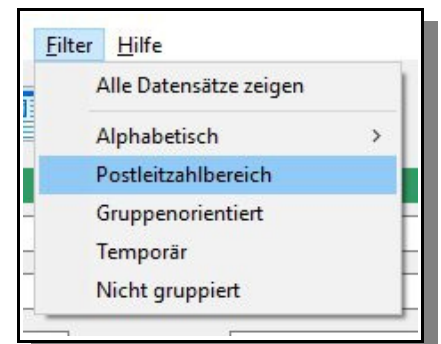 Filter Hilfe
Alle Datensätze zeigen
Alphabetisch
Postleitzahlbereich
Gruppenorientiert
Temporär
Nicht gruppiert